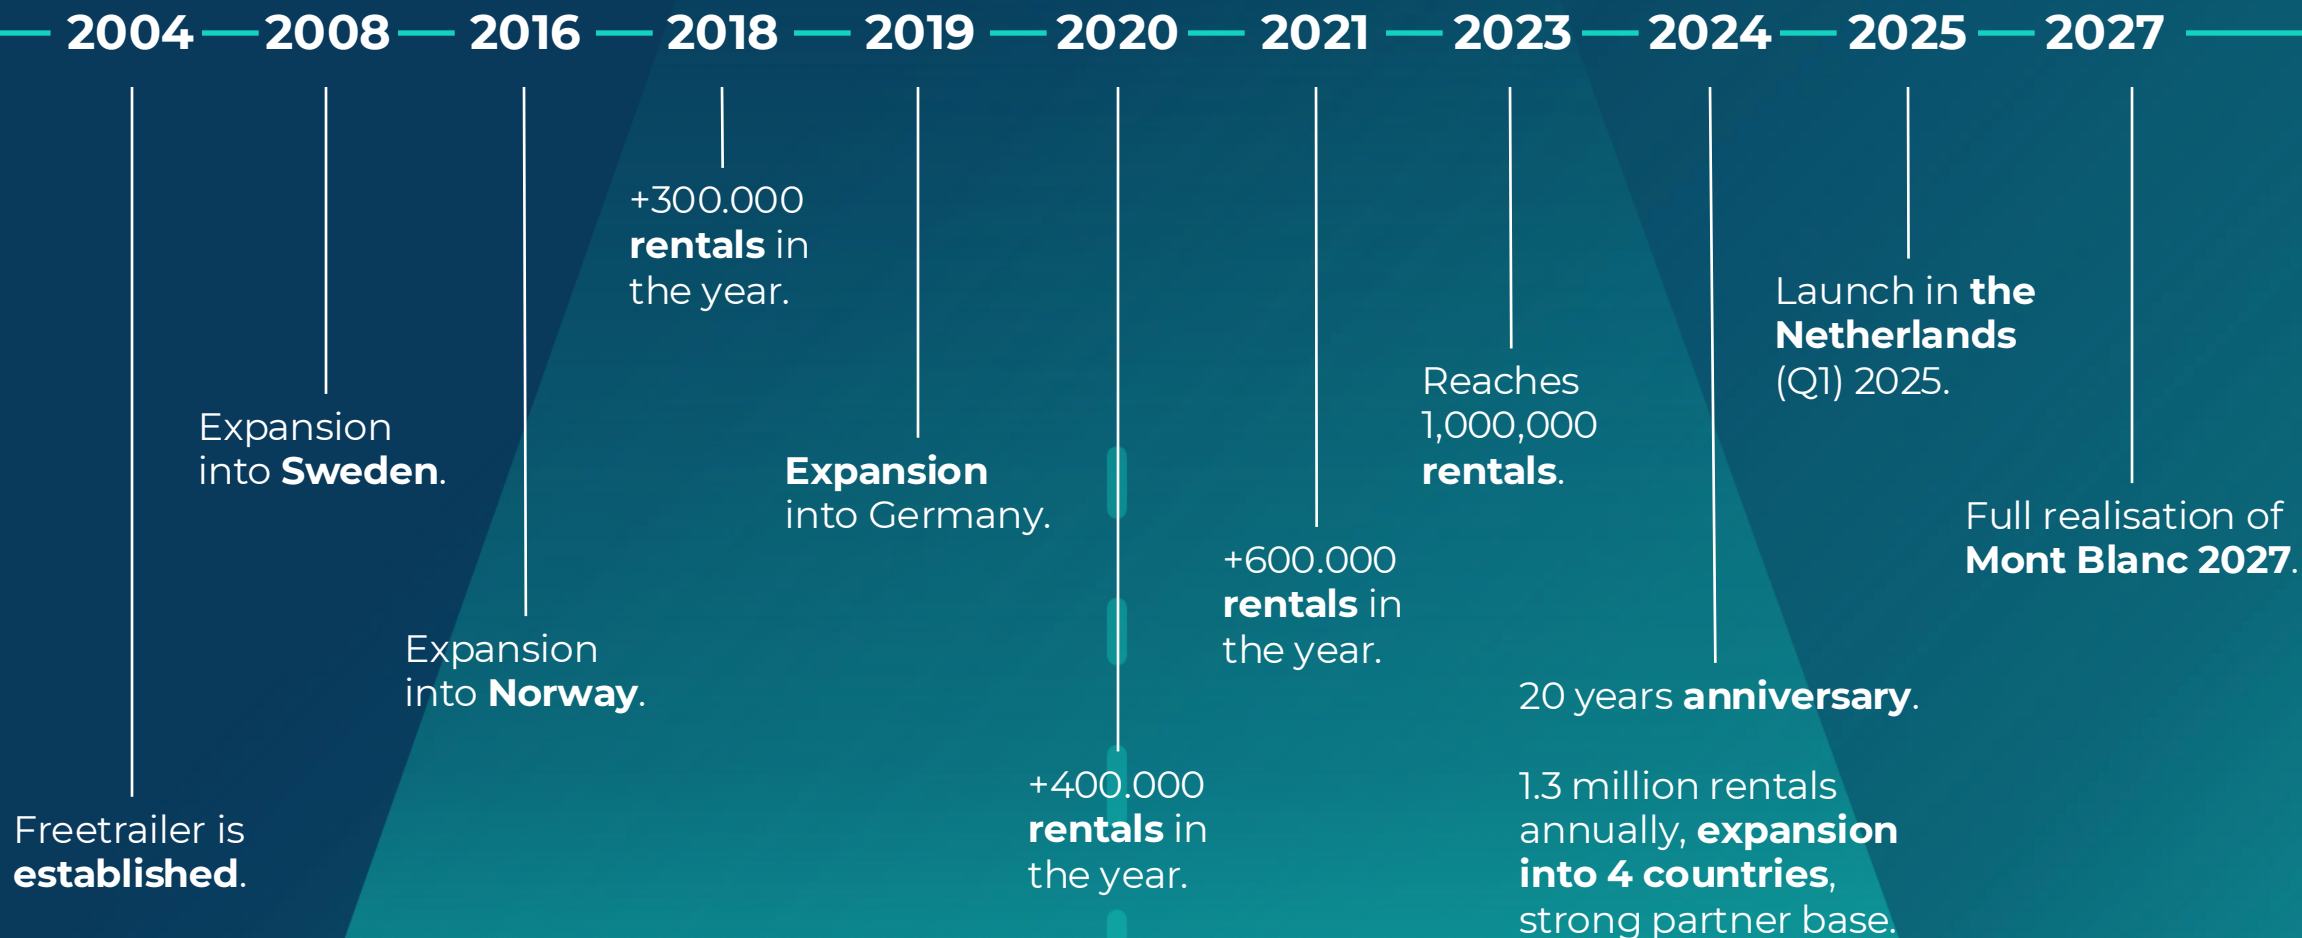 2004 2008 2016 2018 2019 2020 2021 2023 2024 2025 2027
Freetrailer is
established.
Expansion
into Sweden.
Expansion
into Norway.
+300.000
rentals in
the year.
Expansion
into Germany.
+400.000
rentals in
the year.
+600.000
rentals in
the year.
Reaches
1,000,000
rentals.
20 years anniversary.
1.3 million rentals
annually, expansion
into 4 countries,
strong partner base.
Launch in the
Netherlands
(Q1) 2025.
Full realisation of
Mont Blanc 2027.